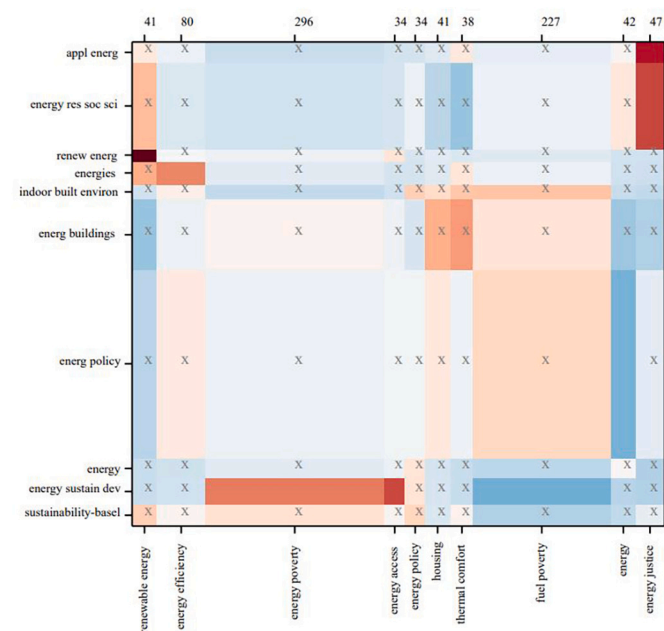 41 80 296 34 34 41 38 227 42 47
appl energ X X X X X X X X X
energy res soc sci X X X X X X X X X
renew energ X X X X X X X X X
energies X X X X X X X X X
indoor built environ X X X X X X X X X X
energ buildings X X X X X X X X X X
energ policy X X X X X X X X X X
energy X X X X X X X X X X
energy sustain dev X X X X X X X
sustainability-basel X X X X X X X X X X
renewable energy
energy efficiency
energy poverty
energy access
energy policy
housing
thermal comfort
fuel poverty
energy
energy justice